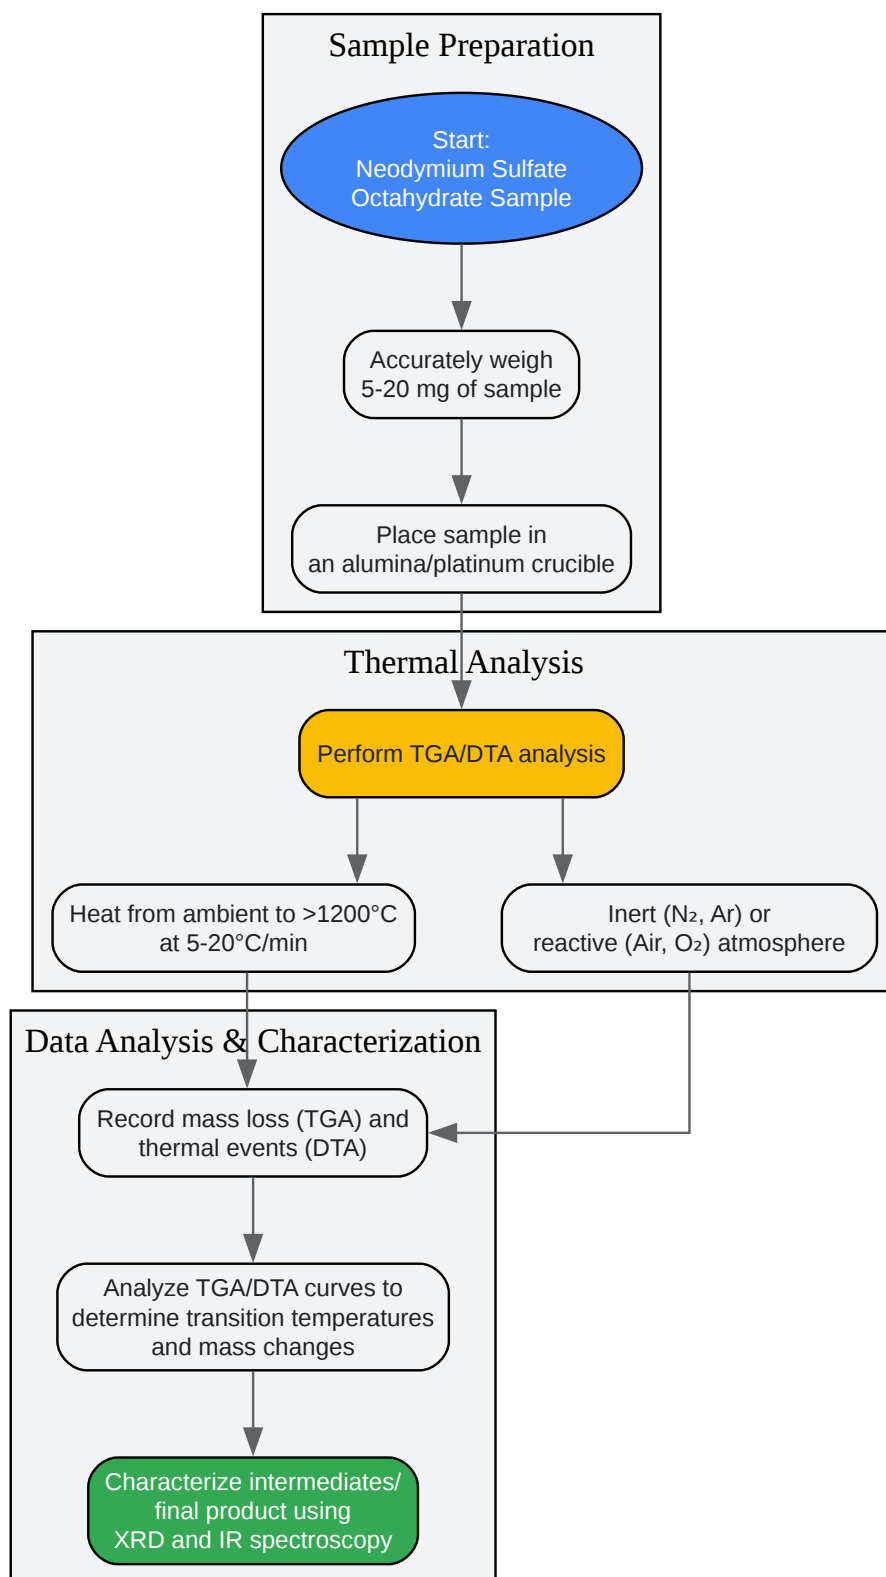 Sample Preparation
Start:
Neodymium Sulfate
Octahydrate Sample
Accurately weigh
5-20 mg of sample
Place sample in
an alumina/platinum crucible
Thermal Analysis
Perform TGA/DTA analysis
Heat from ambient to >1200°C
at 5-20°C/min
Inert (N₂, Ar) or
reactive (Air, O₂) atmosphere
Data Analysis & Characterization
Record mass loss (TGA) and
thermal events (DTA)
Analyze TGA/DTA curves to
determine transition temperatures
and mass changes
Characterize intermediates/
final product using
XRD and IR spectroscopy